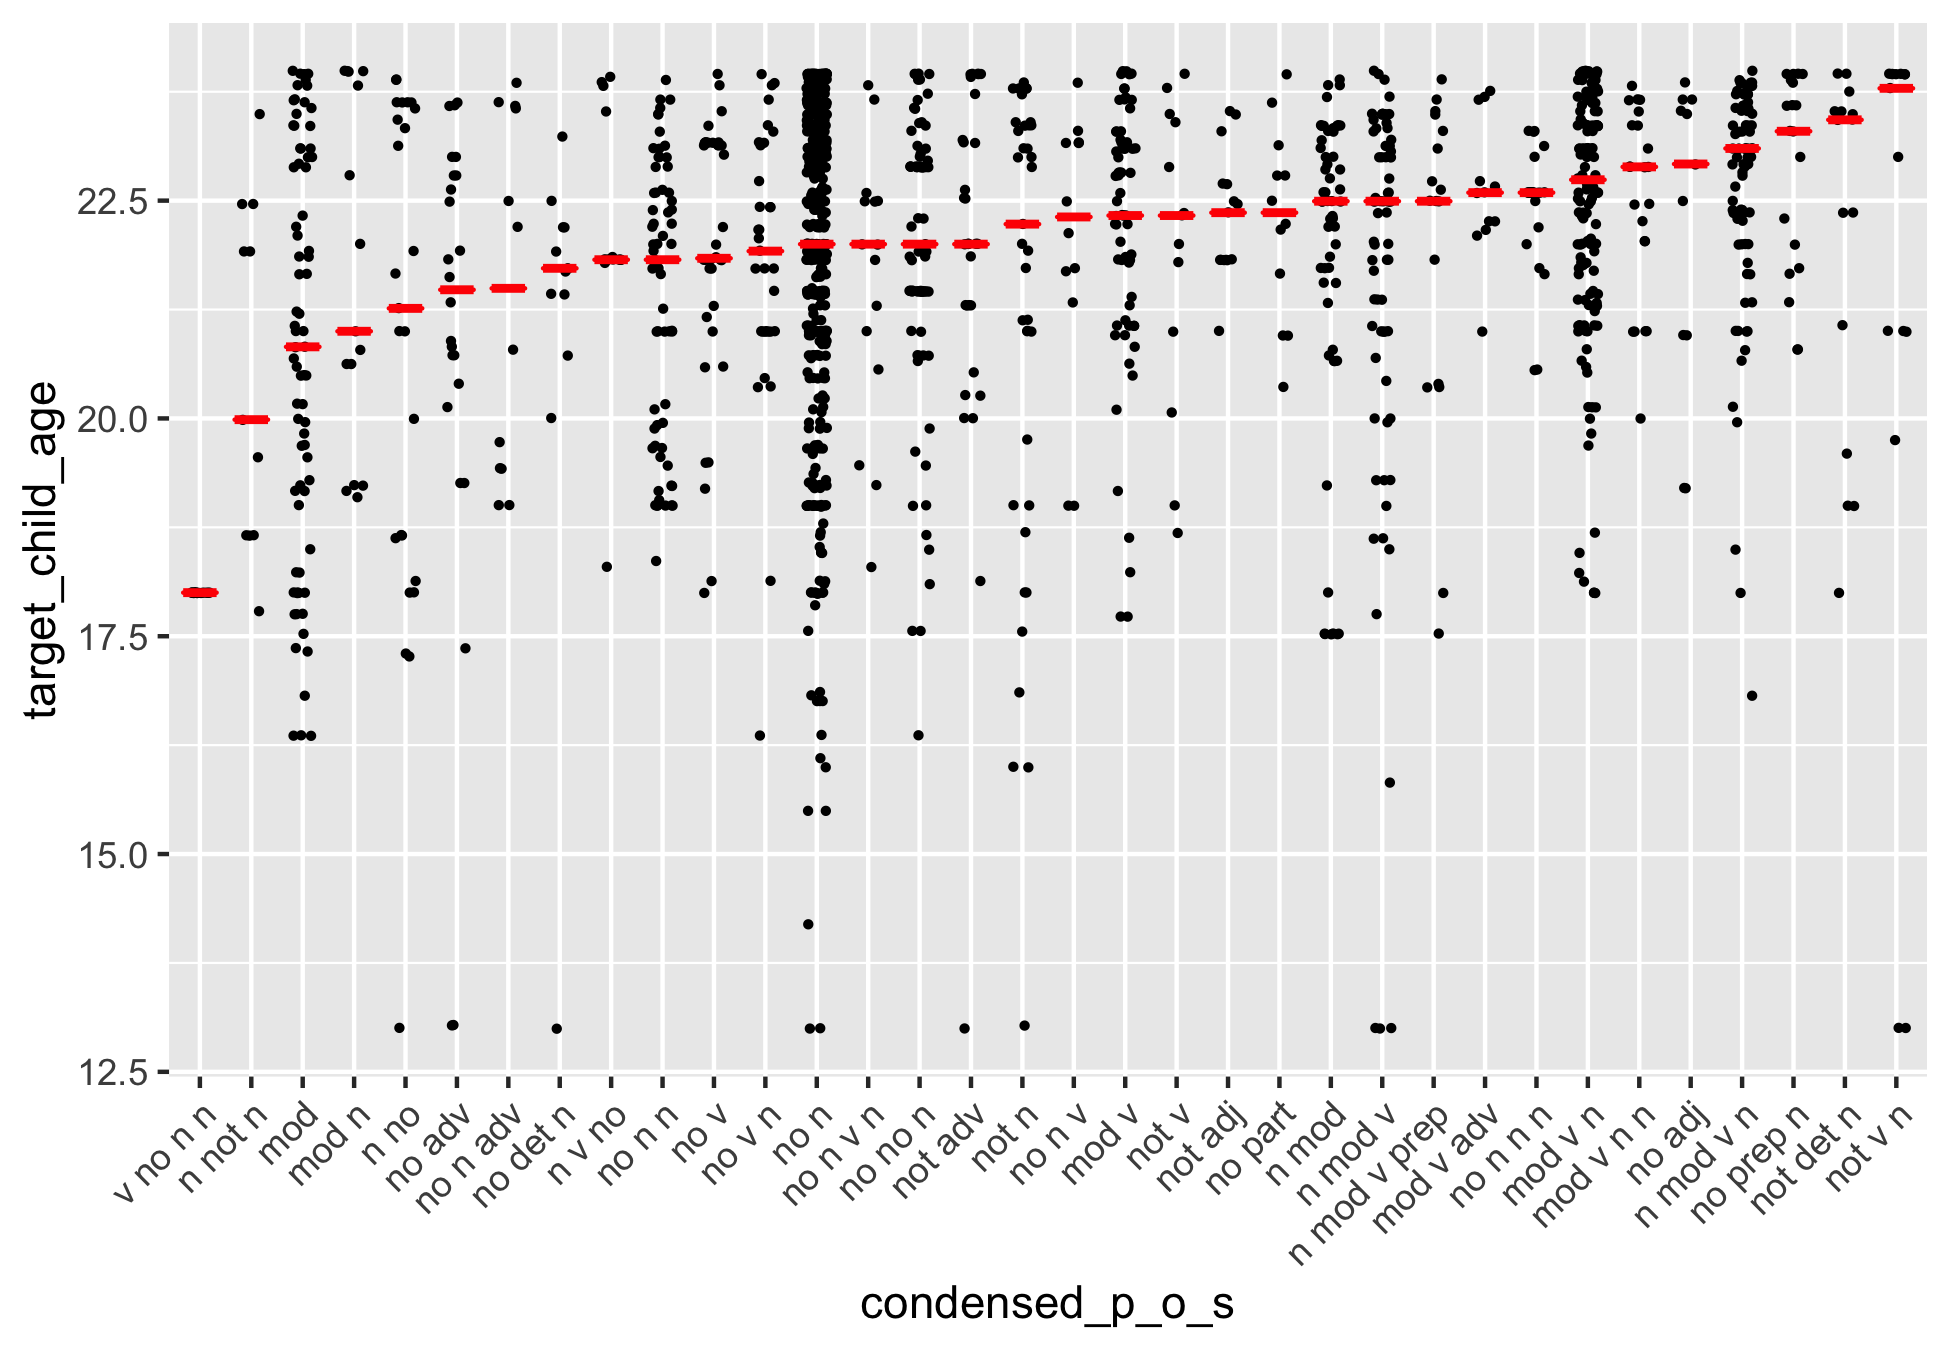 target_child_age
22.5
20.0
17.5
15.0
12.5
v no n n
n not n
mod
mod n
n no
no adv
no n adv
no det n
n v no
no n n
no v
no v n
no n
no n v n
no no n
not adv
not n
no n v
mod v
not v
not adj
no part
n mod
n mod v
n mod v prep
mod v adv
no n n n
mod v n
mod v n n
no adj
n mod v n
no prep n
not det n
not v n
condensed_p_o_s